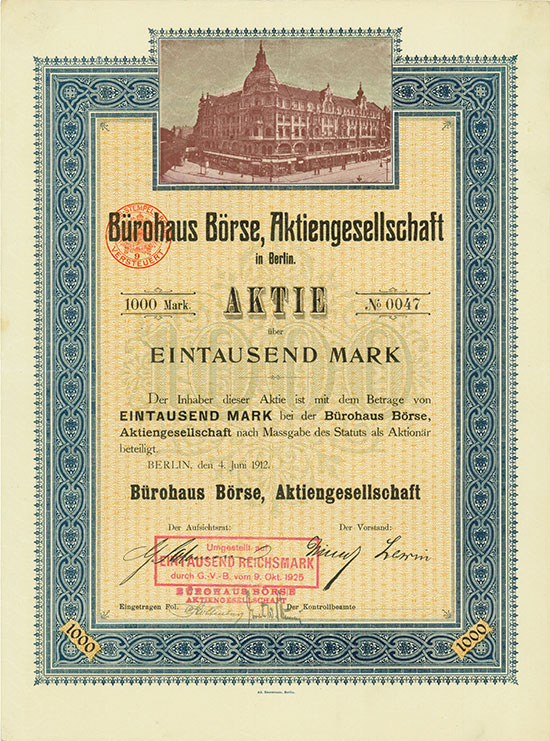 Bürohaus Börse, Aktiengesellschaft
in Berlin.
VERSTEUERT
9
1000 Mark.
AKTIE
№ 0047
über
EINTAUSEND MARK
1000
Der Inhaber dieser Aktie ist mit dem Betrage von
EINTAUSEND MARK bei der Bürohaus Börse,
Aktiengesellschaft nach Massgabe des Statuts als Aktionär
beteiligt.
BERLIN, den 4. Juni 1912.
Bürohaus Börse, Aktiengesellschaft
Der Aufsichtsrat:
Der Vorstand:
Lewin
Umgestellt auf
EINTAUSEND REICHSMARK
durch G.-V.-B. vom 9. Okt. 1925
BÜROHAUS BÖRSE
AKTIENGESELLSCHAFT
Eingetragen Fol.
Der Kontrollbeamte
1000
1000